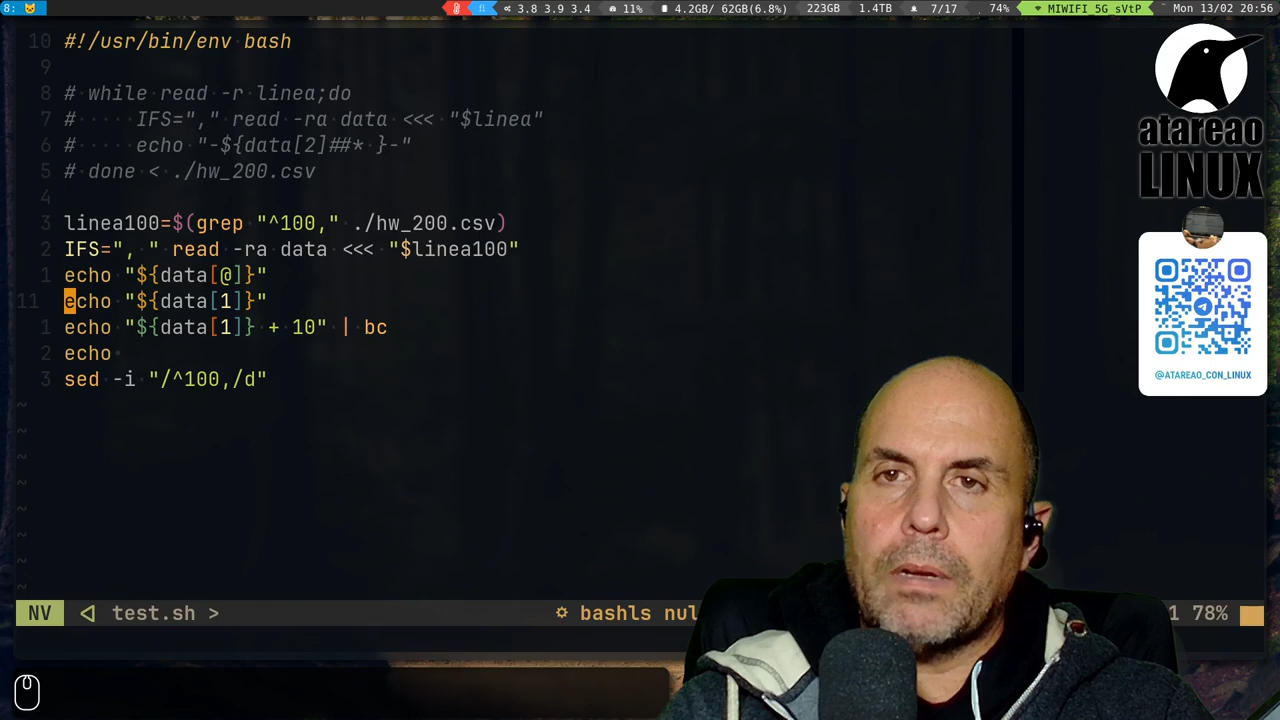 8: 3.8 3.9 3.4 11% 4.2GB/ 62GB(6.8%) 223GB 1.4TB 7/17 74% MIWIFI 5G sVtP Mon 13/02 20:56
10 #!/usr/bin/env bash
9
8 # while read -r linea;do
7 #     IFS="," read -ra data <<< "$linea"
6 #     echo "-${data[2]##* }-"
5 # done < ./hw_200.csv
4
3 linea100=$(grep "^100," ./hw_200.csv)
2 IFS=", " read -ra data <<< "$linea100"
1 echo "${data[@]}"
11 echo "${data[1]}"
1 echo "${data[1]} + 10" | bc
2 echo
3 sed -i "/^100,/d"
~
~
~
~
~
~
~
~
NV test.sh > bashls nul 1 78%
atareao
LINUX
@ATAREAO_CON_LINUX